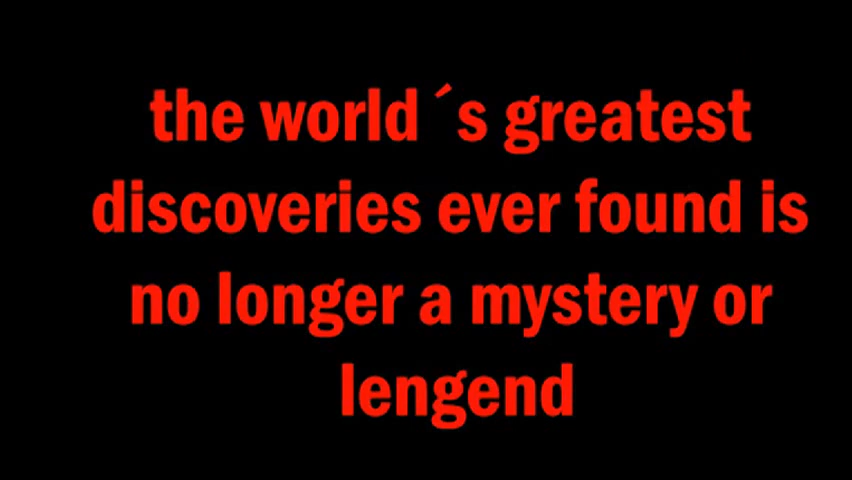 the world ´s greatest
discoveries ever found is
no longer a mystery or
lengend